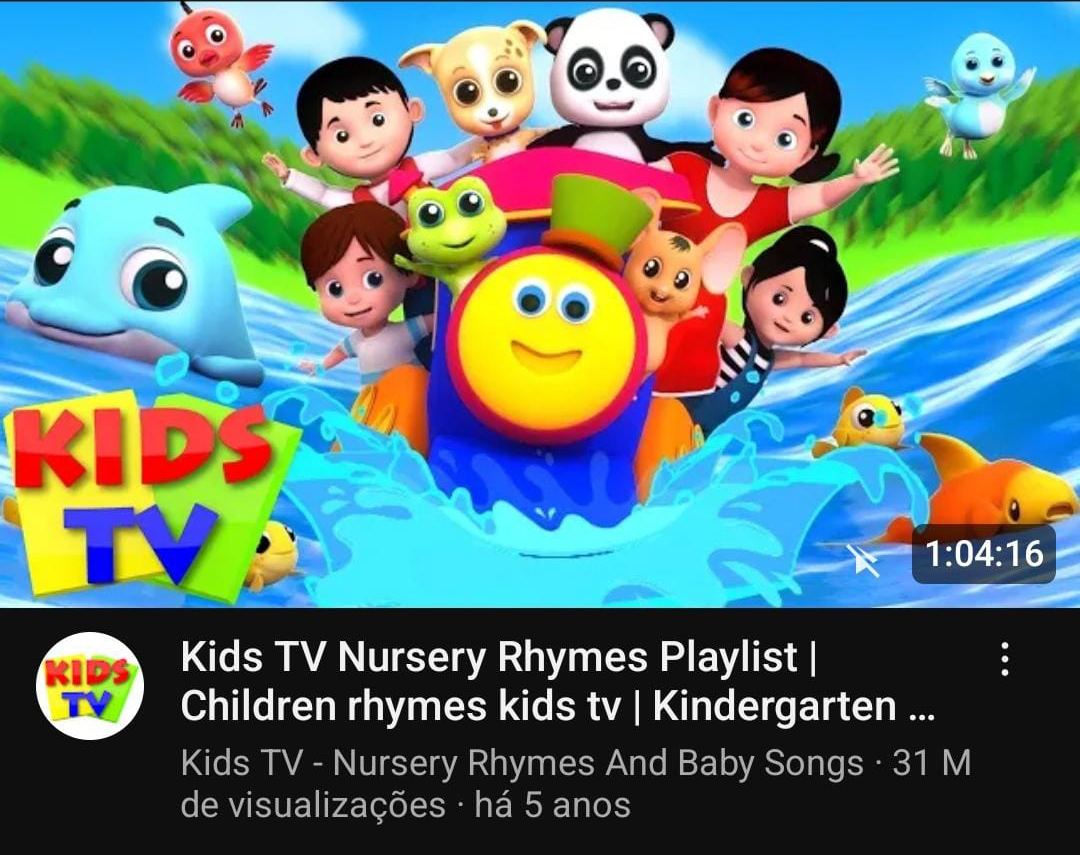 KIDS
TV
1:04:16
KIDS
TV
Kids TV Nursery Rhymes Playlist |
Children rhymes kids tv | Kindergarten ...
Kids TV - Nursery Rhymes And Baby Songs · 31 M
de visualizações · há 5 anos